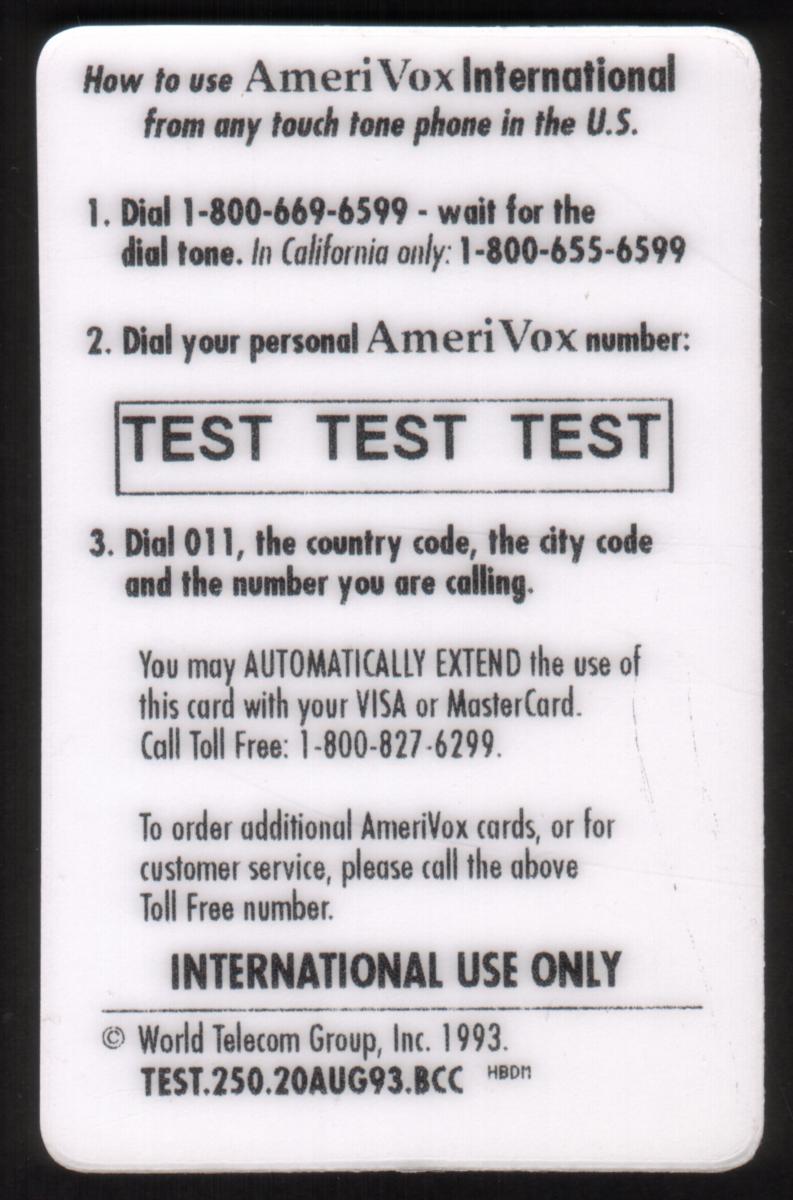 How to use AmeriVox International
from any touch tone phone in the U.S.
1. Dial 1-800-669-6599 - wait for the
dial tone. In California only: 1-800-655-6599
2. Dial your personal AmeriVox number:
TEST TEST TEST
3. Dial 011, the country code, the city code
and the number you are calling.
You may AUTOMATICALLY EXTEND the use of
this card with your VISA or MasterCard.
Call Toll Free: 1-800-827-6299.
To order additional AmeriVox cards, or for
customer service, please call the above
Toll Free number.
INTERNATIONAL USE ONLY
© World Telecom Group, Inc. 1993.
TEST.250.20AUG93.BCC HBDM